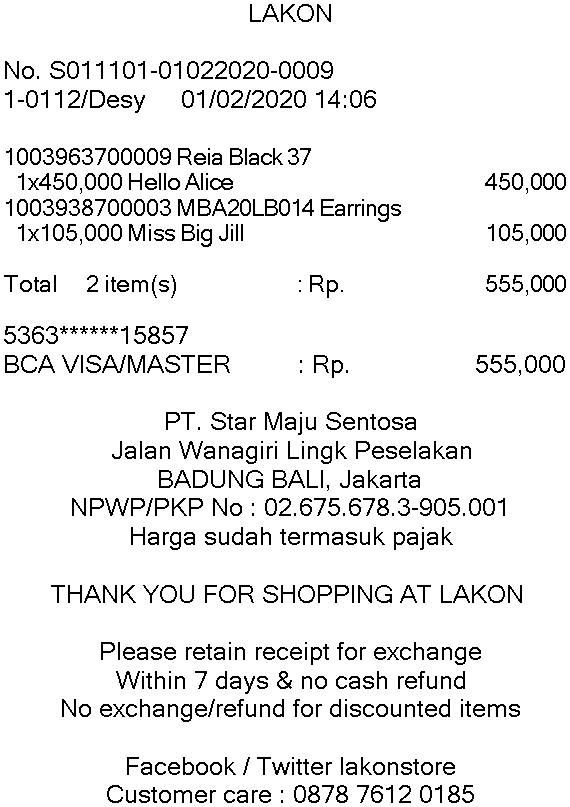 LAKON
No. S011101-01022020-0009
1-0112/Desy 01/02/2020 14:06
1003963700009 Reia Black 37
1x450,000 Hello Alice 450,000
1003938700003 MBA20LB014 Earrings
1x105,000 Miss Big Jill 105,000
Total 2 item(s) : Rp. 555,000
5363******15857
BCA VISA/MASTER : Rp. 555,000
PT. Star Maju Sentosa
Jalan Wanagiri Lingk Peselakan
BADUNG BALI, Jakarta
NPWP/PKP No : 02.675.678.3-905.001
Harga sudah termasuk pajak
THANK YOU FOR SHOPPING AT LAKON
Please retain receipt for exchange
Within 7 days & no cash refund
No exchange/refund for discounted items
Facebook / Twitter lakonstore
Customer care : 0878 7612 0185